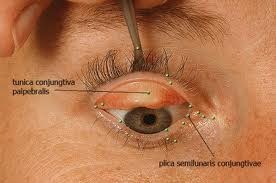 tunica conjungtiva
palpebralis
plica semilunaris conjungtivae